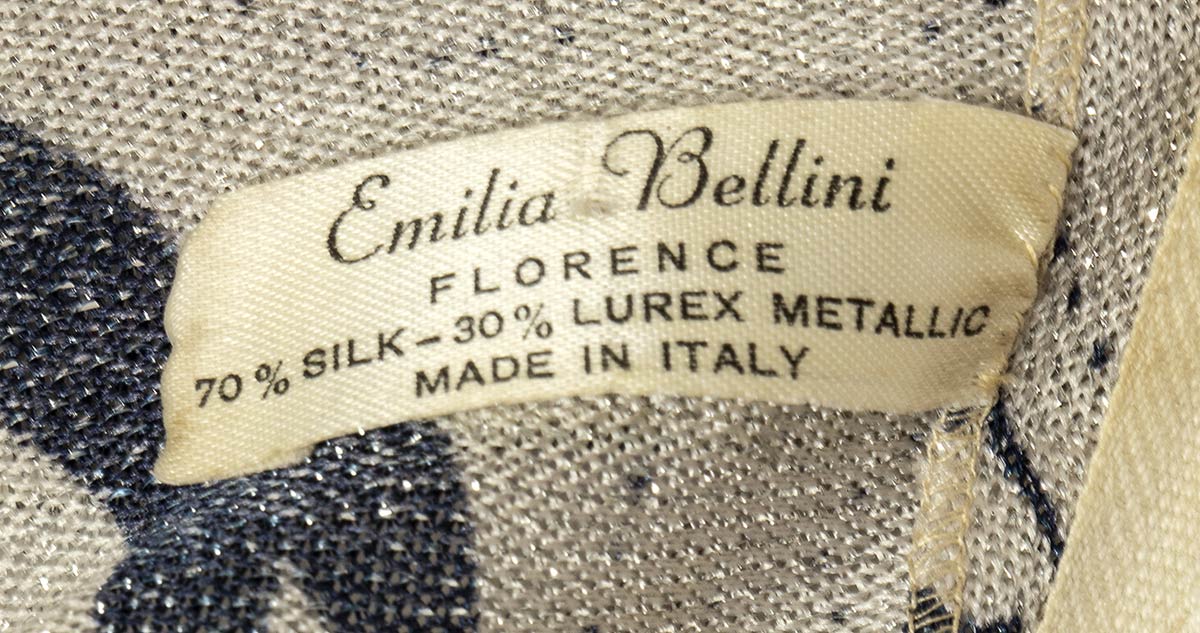 Emilia Bellini
FLORENCE
70% SILK-30% LUREX METALLIC
MADE IN ITALY